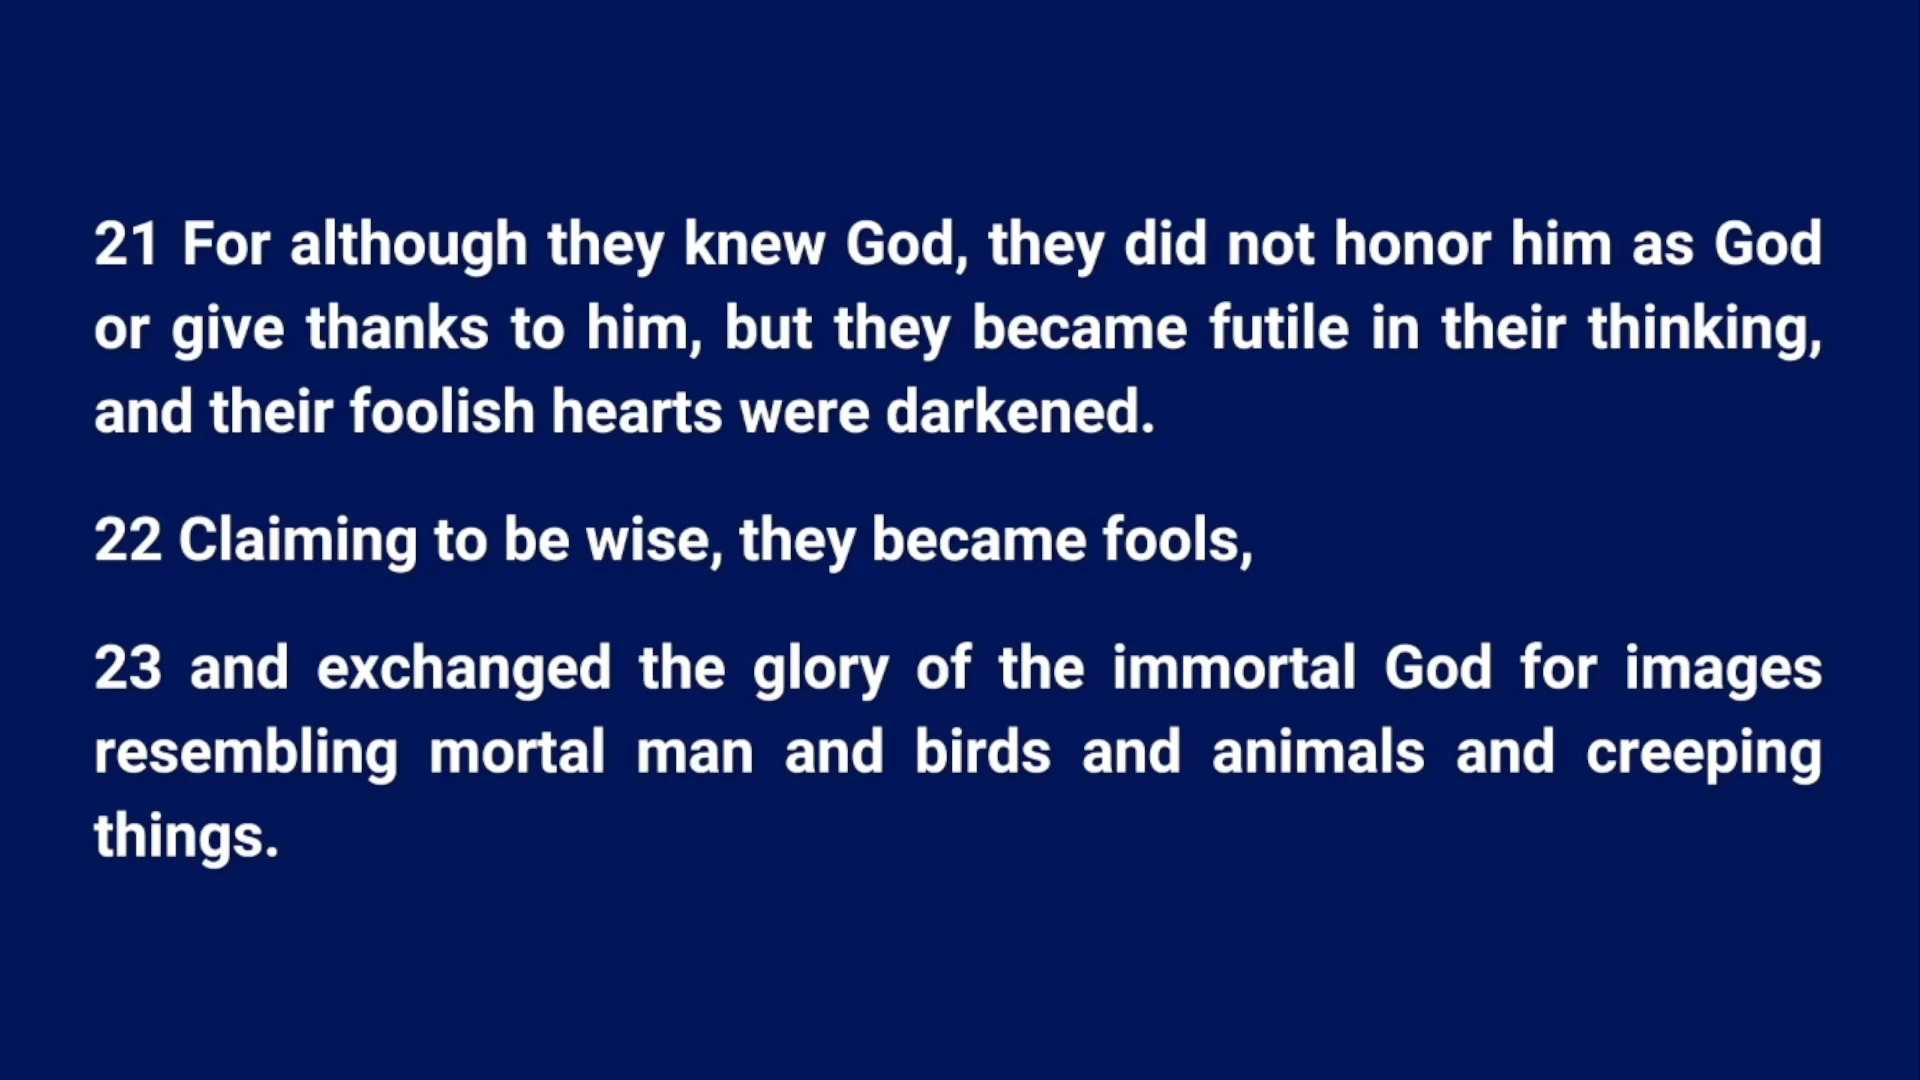 21 For although they knew God, they did not honor him as God
or give thanks to him, but they became futile in their thinking,
and their foolish hearts were darkened.
22 Claiming to be wise, they became fools,
23 and exchanged the glory of the immortal God for images
resembling mortal man and birds and animals and creeping
things.